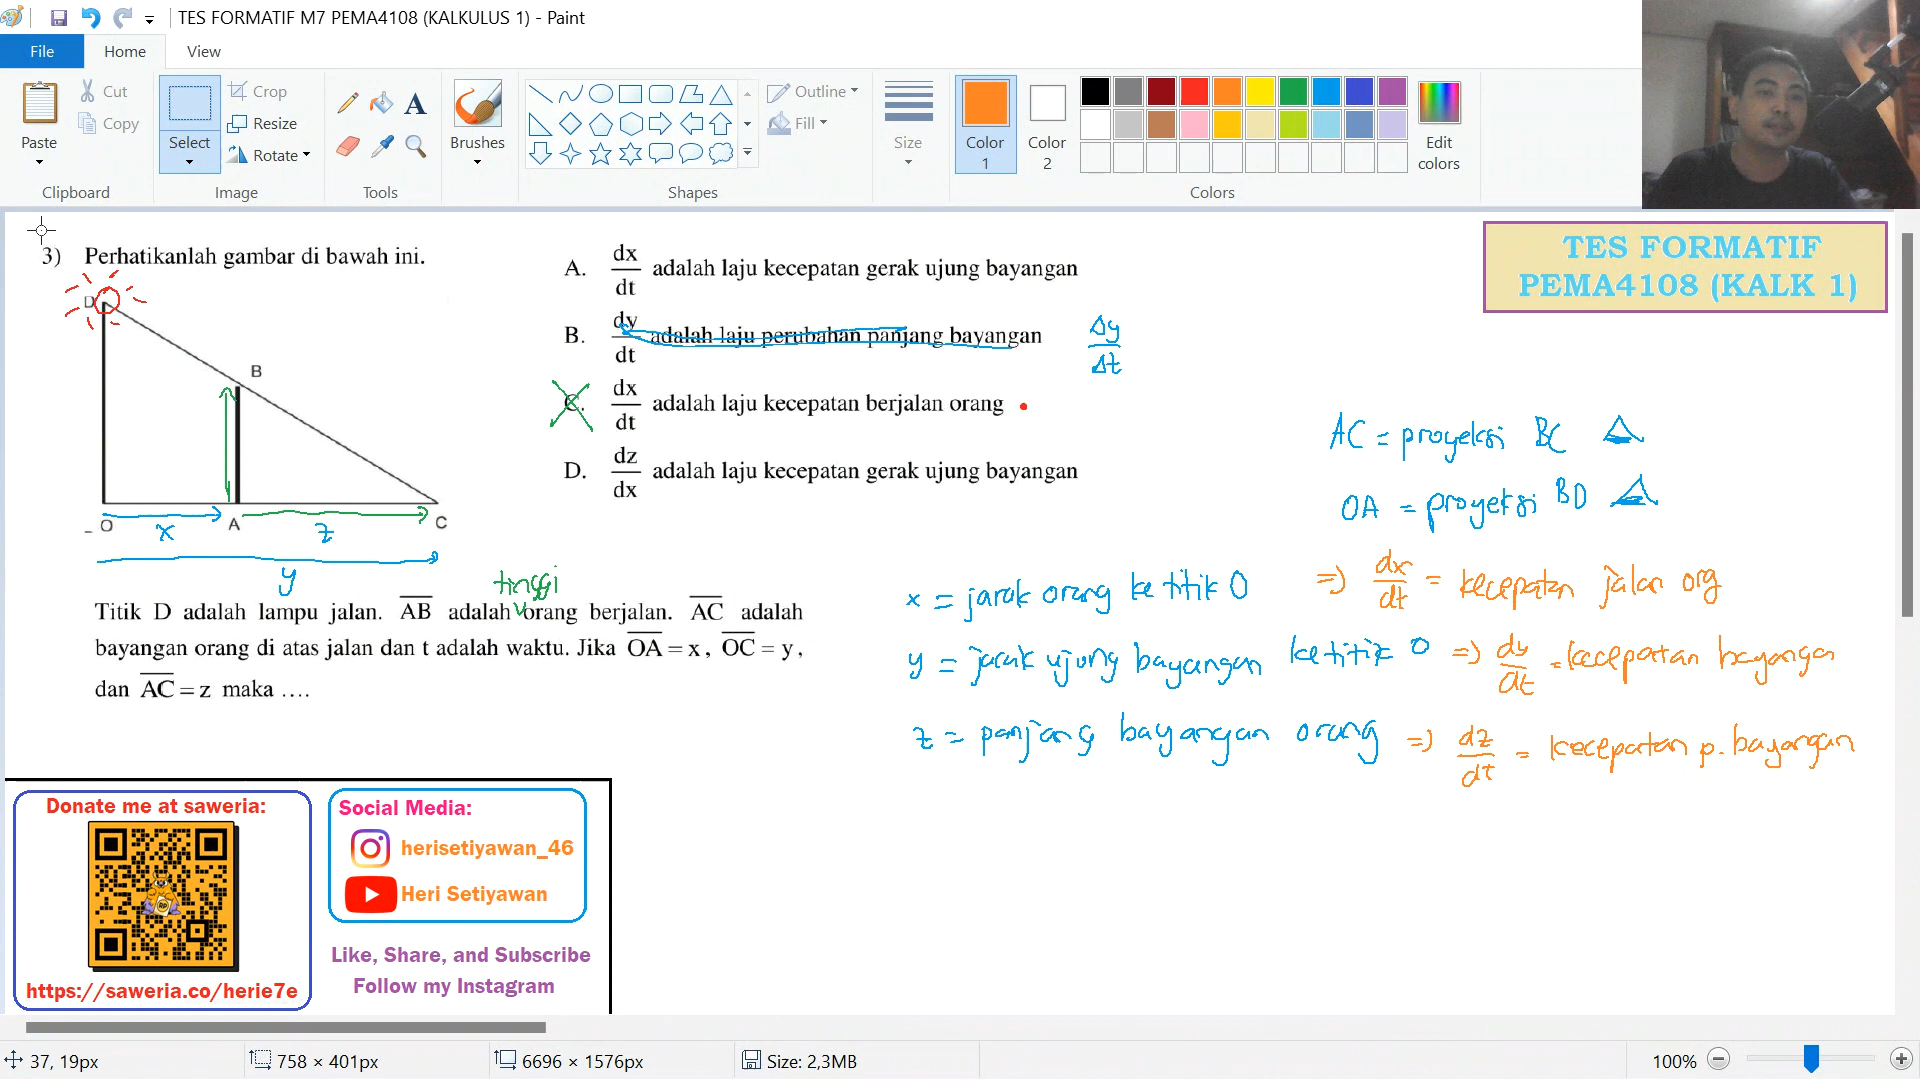 TES FORMATIF M7 PEMA4108 (KALKULUS 1) - Paint
File Home View
Paste
Cut
Copy
Clipboard
Select
Crop
Resize
Rotate
Image
Tools
Brushes
Shapes
Outline
Fill
Size
Color 1
Color 2
Edit colors
Colors
TES FORMATIF
PEMA4108 (KALK 1)
3) Perhatikanlah gambar di bawah ini.
D
B
O A C
x z
y
tinggi
Titik D adalah lampu jalan. AB adalah orang berjalan. AC adalah
bayangan orang di atas jalan dan t adalah waktu. Jika OA = x, OC = y,
dan AC = z maka ....
A. dx/dt adalah laju kecepatan gerak ujung bayangan
B. dy/dt adalah laju perubahan panjang bayangan
Δy/Δt
C. dx/dt adalah laju kecepatan berjalan orang
D. dz/dx adalah laju kecepatan gerak ujung bayangan
AC = proyeksi BC
OA = proyeksi BD
x = jarak orang ke titik O => dx/dt = kecepatan jalan org
y = jarak ujung bayangan ke titik O => dy/dt = kecepatan bayangan
z = panjang bayangan orang => dz/dt = kecepatan p. bayangan
Donate me at saweria:
https://saweria.co/herie7e
Social Media:
herisetiyawan_46
Heri Setiyawan
Like, Share, and Subscribe
Follow my Instagram
37, 19px
758 × 401px
6696 × 1576px
Size: 2,3MB
100%